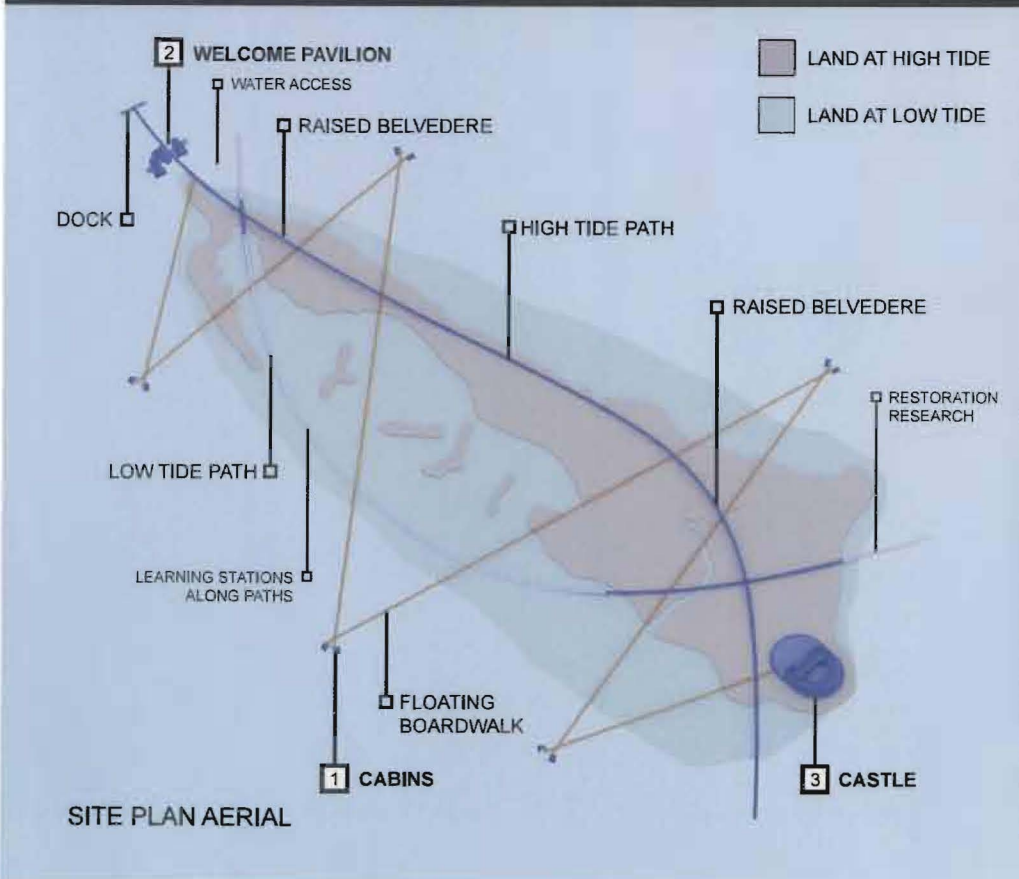 2 WELCOME PAVILION
WATER ACCESS
RAISED BELVEDERE
LAND AT HIGH TIDE
LAND AT LOW TIDE
DOCK
HIGH TIDE PATH
RAISED BELVEDERE
RESTORATION
RESEARCH
LOW TIDE PATH
LEARNING STATIONS
ALONG PATHS
FLOATING
BOARDWALK
1 CABINS
3 CASTLE
SITE PLAN AERIAL